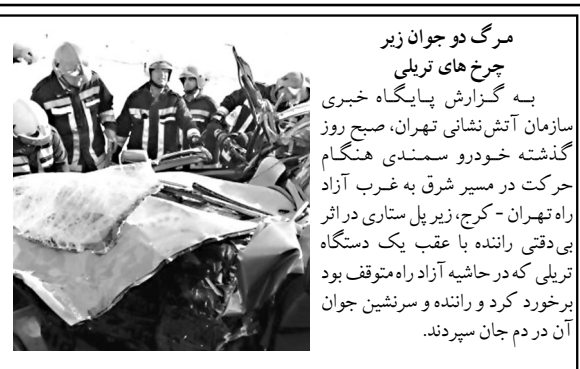 مرگ دو جوان زیر
چرخ های تریلی
به گزارش پایگاه خبری
سازمان آتش‌نشانی تهران، صبح روز
گذشته خودرو سمندی هنگام
حرکت در مسیر شرق به غرب آزاد
راه تهران - کرج، زیر پل ستاری در اثر
بی‌دقتی راننده با عقب یک دستگاه
تریلی که در حاشیه آزاد راه متوقف بود
برخورد کرد و راننده و سرنشین جوان
آن در دم جان سپردند.